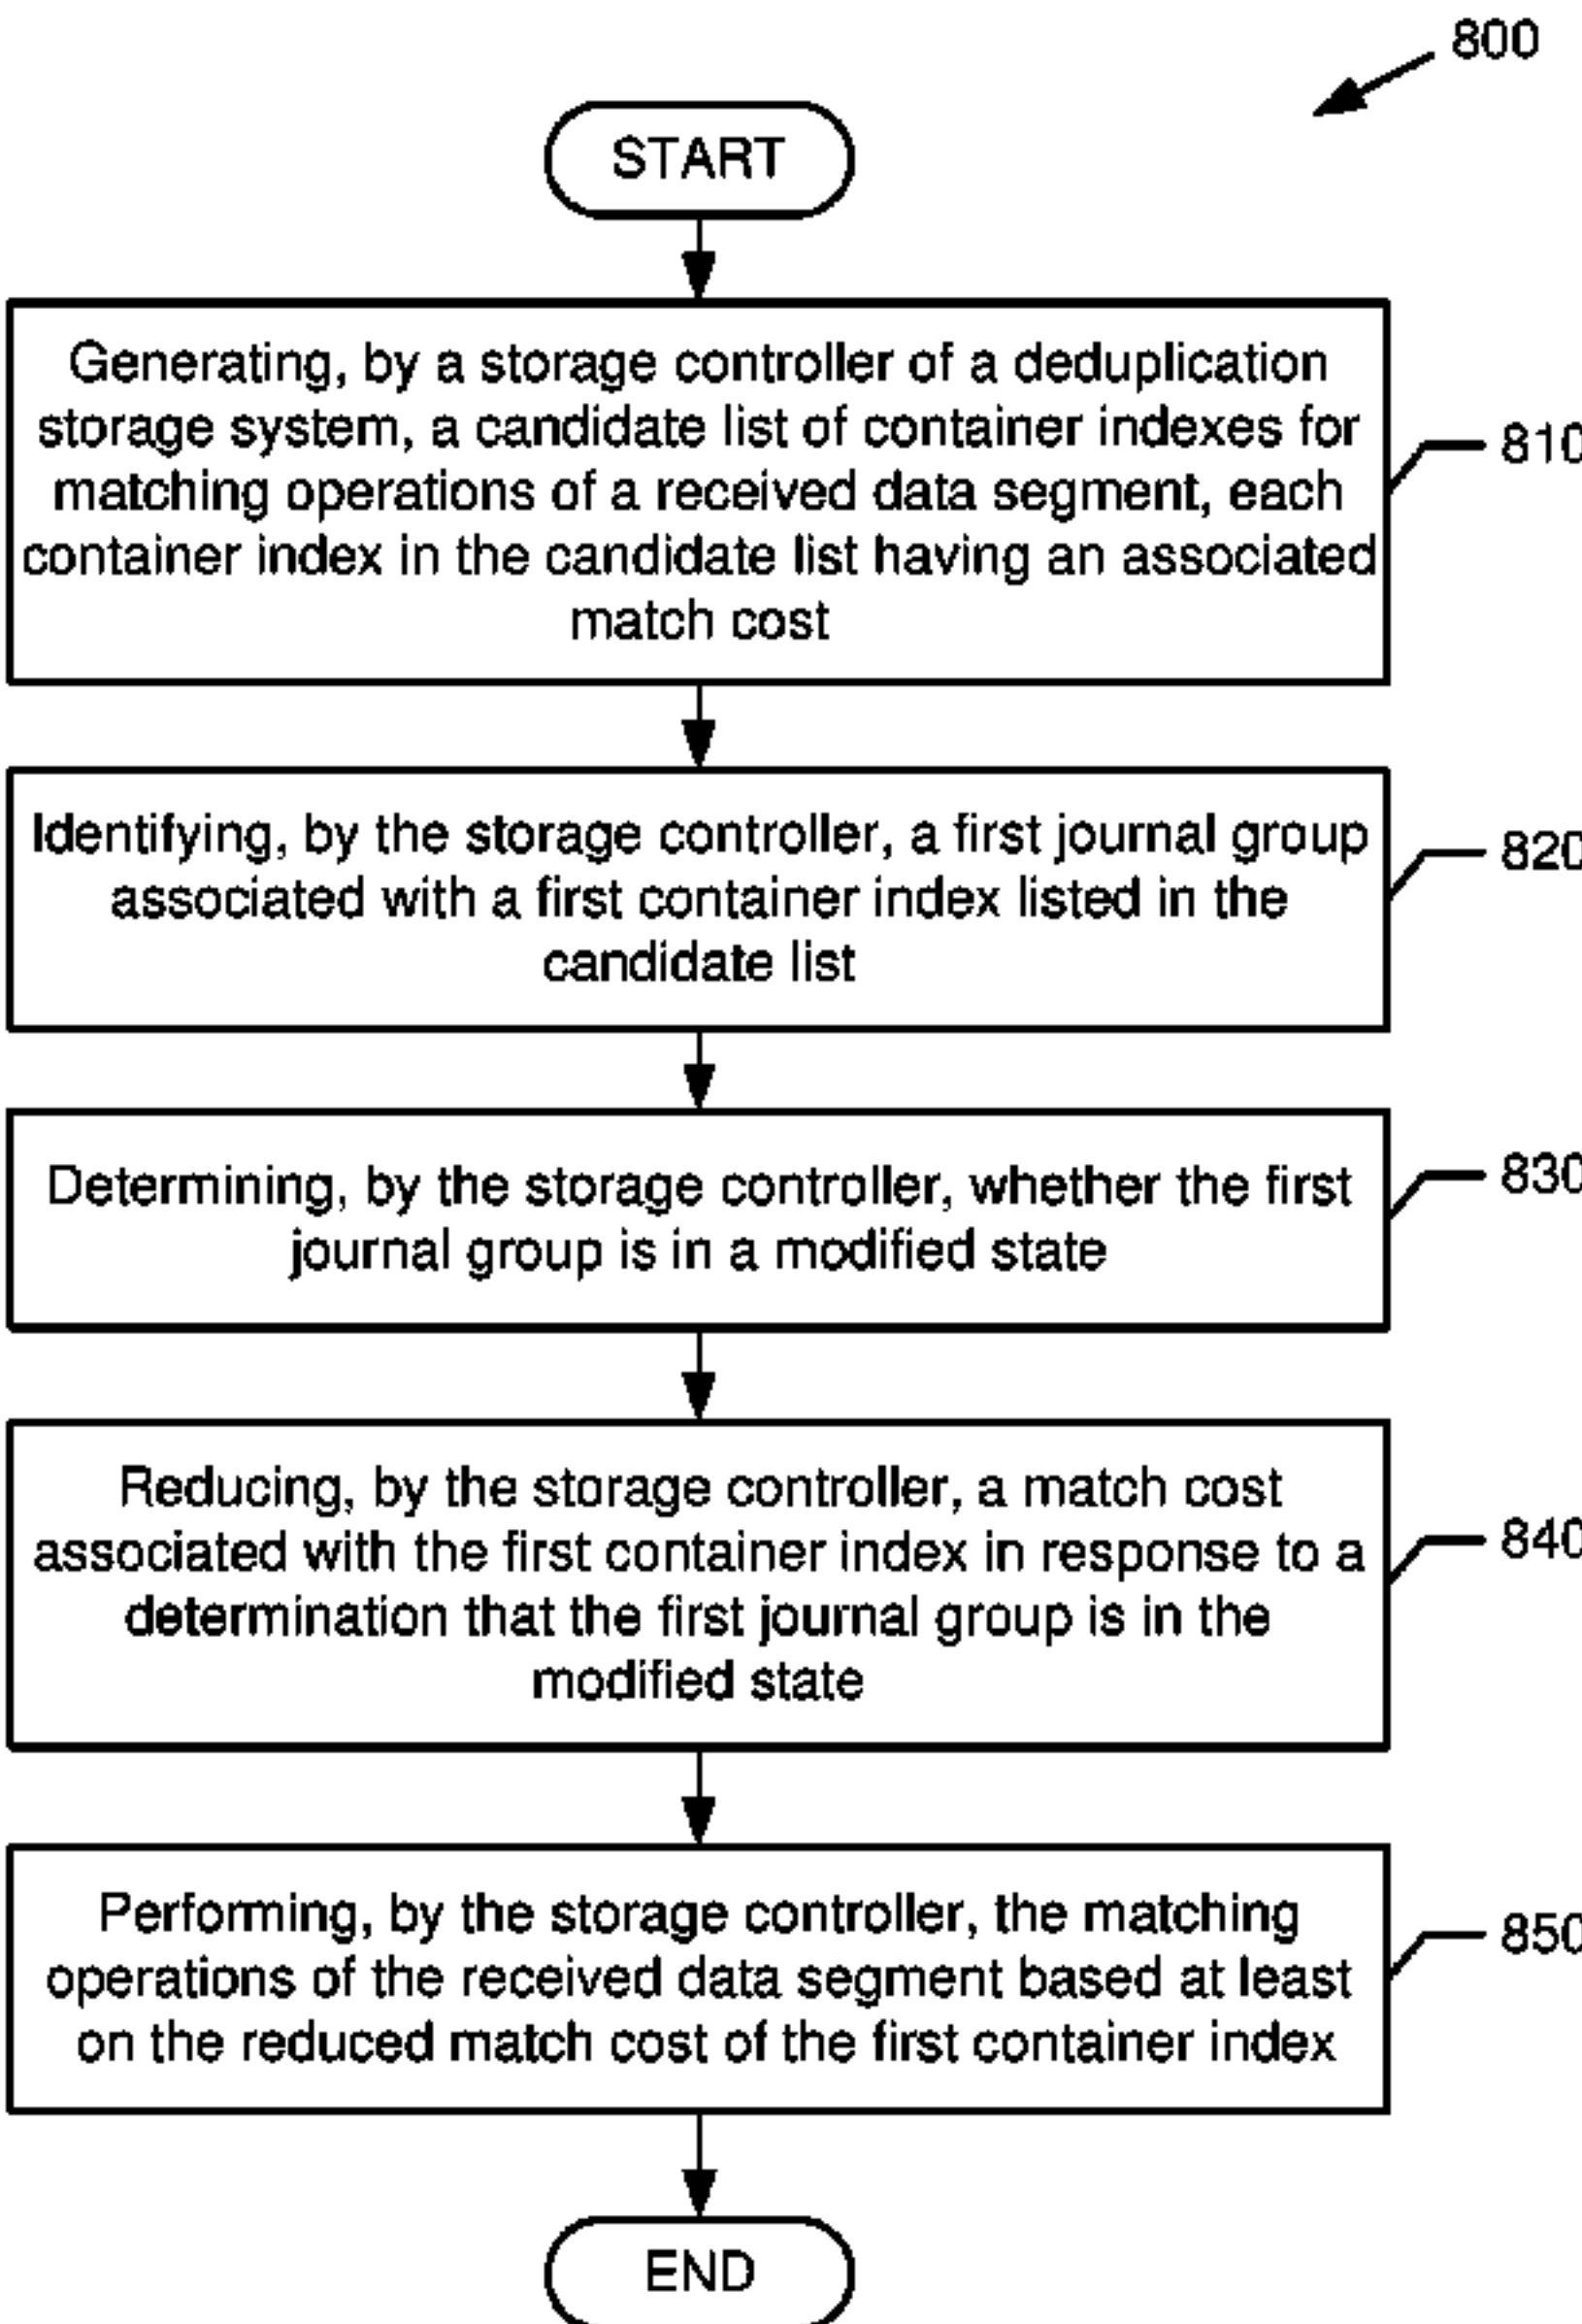 800
START
Generating, by a storage controller of a deduplication
storage system, a candidate list of container indexes for
matching operations of a received data segment, each
container index in the candidate list having an associated
match cost
810
Identifying, by the storage controller, a first journal group
associated with a first container index listed in the
candidate list
820
Determining, by the storage controller, whether the first
journal group is in a modified state
830
Reducing, by the storage controller, a match cost
associated with the first container index in response to a
determination that the first journal group is in the
modified state
840
Performing, by the storage controller, the matching
operations of the received data segment based at least
on the reduced match cost of the first container index
850
END